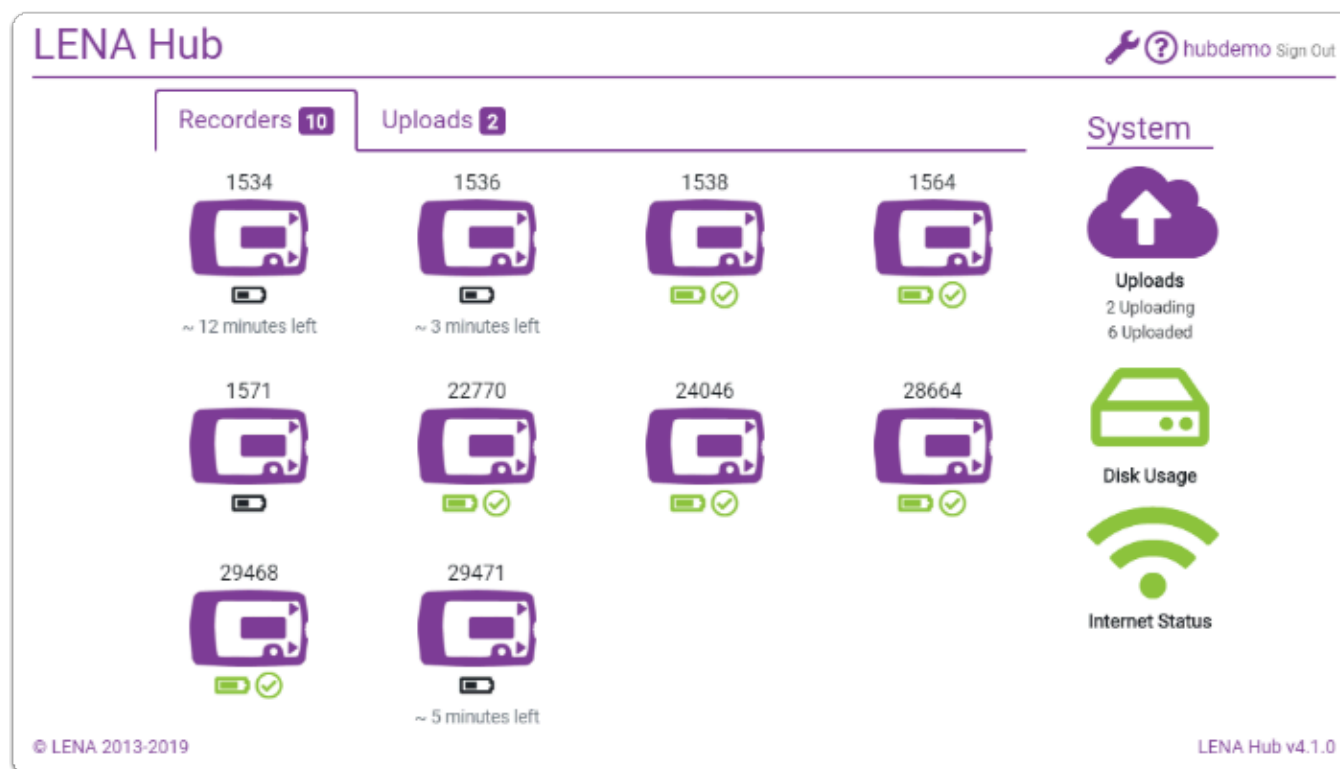 LENA Hub
? hubdemo Sign Out
Recorders 10 Uploads 2
System
1534 1536 1538 1564
~ 12 minutes left ~ 3 minutes left
Uploads
2 Uploading
6 Uploaded
1571 22770 24046 28664
Disk Usage
29468 29471
~ 5 minutes left
Internet Status
© LENA 2013-2019 LENA Hub v4.1.0